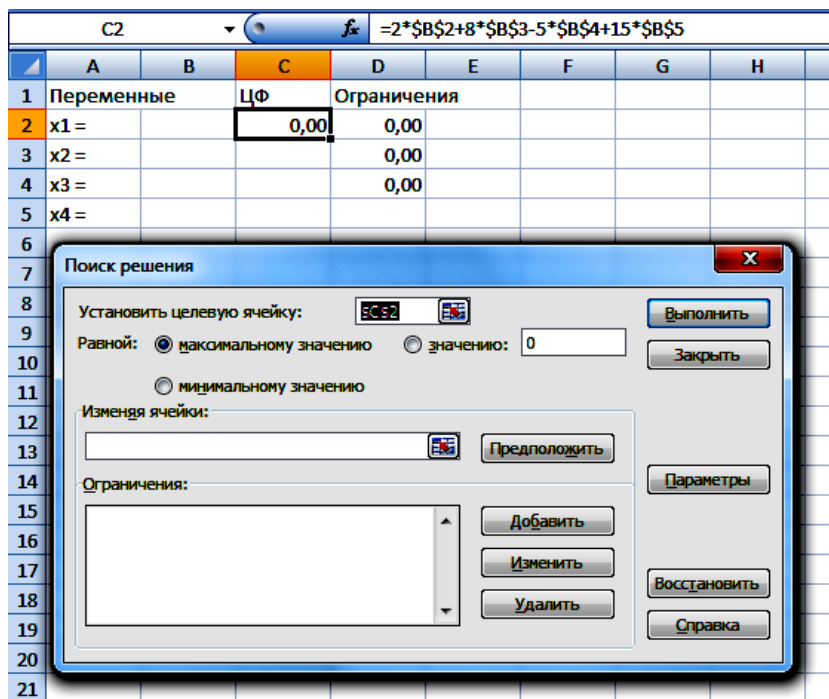 C2 fx =2*$B$2+8*$B$3-5*$B$4+15*$B$5
A B C D E F G H
1 Переменные ЦФ Ограничения
2 x1 = 0,00 0,00
3 x2 = 0,00
4 x3 = 0,00
5 x4 =
6
7 Поиск решения X
8 Установить целевую ячейку: $C$2 Выполнить
9 Равной: максимальному значению значению: 0
10 Закрыть
11 минимальному значению
12 Изменяя ячейки:
13 Предположить
14 Ограничения: Параметры
15 Добавить
16
17 Изменить Восстановить
18 Удалить
19 Справка
20
21